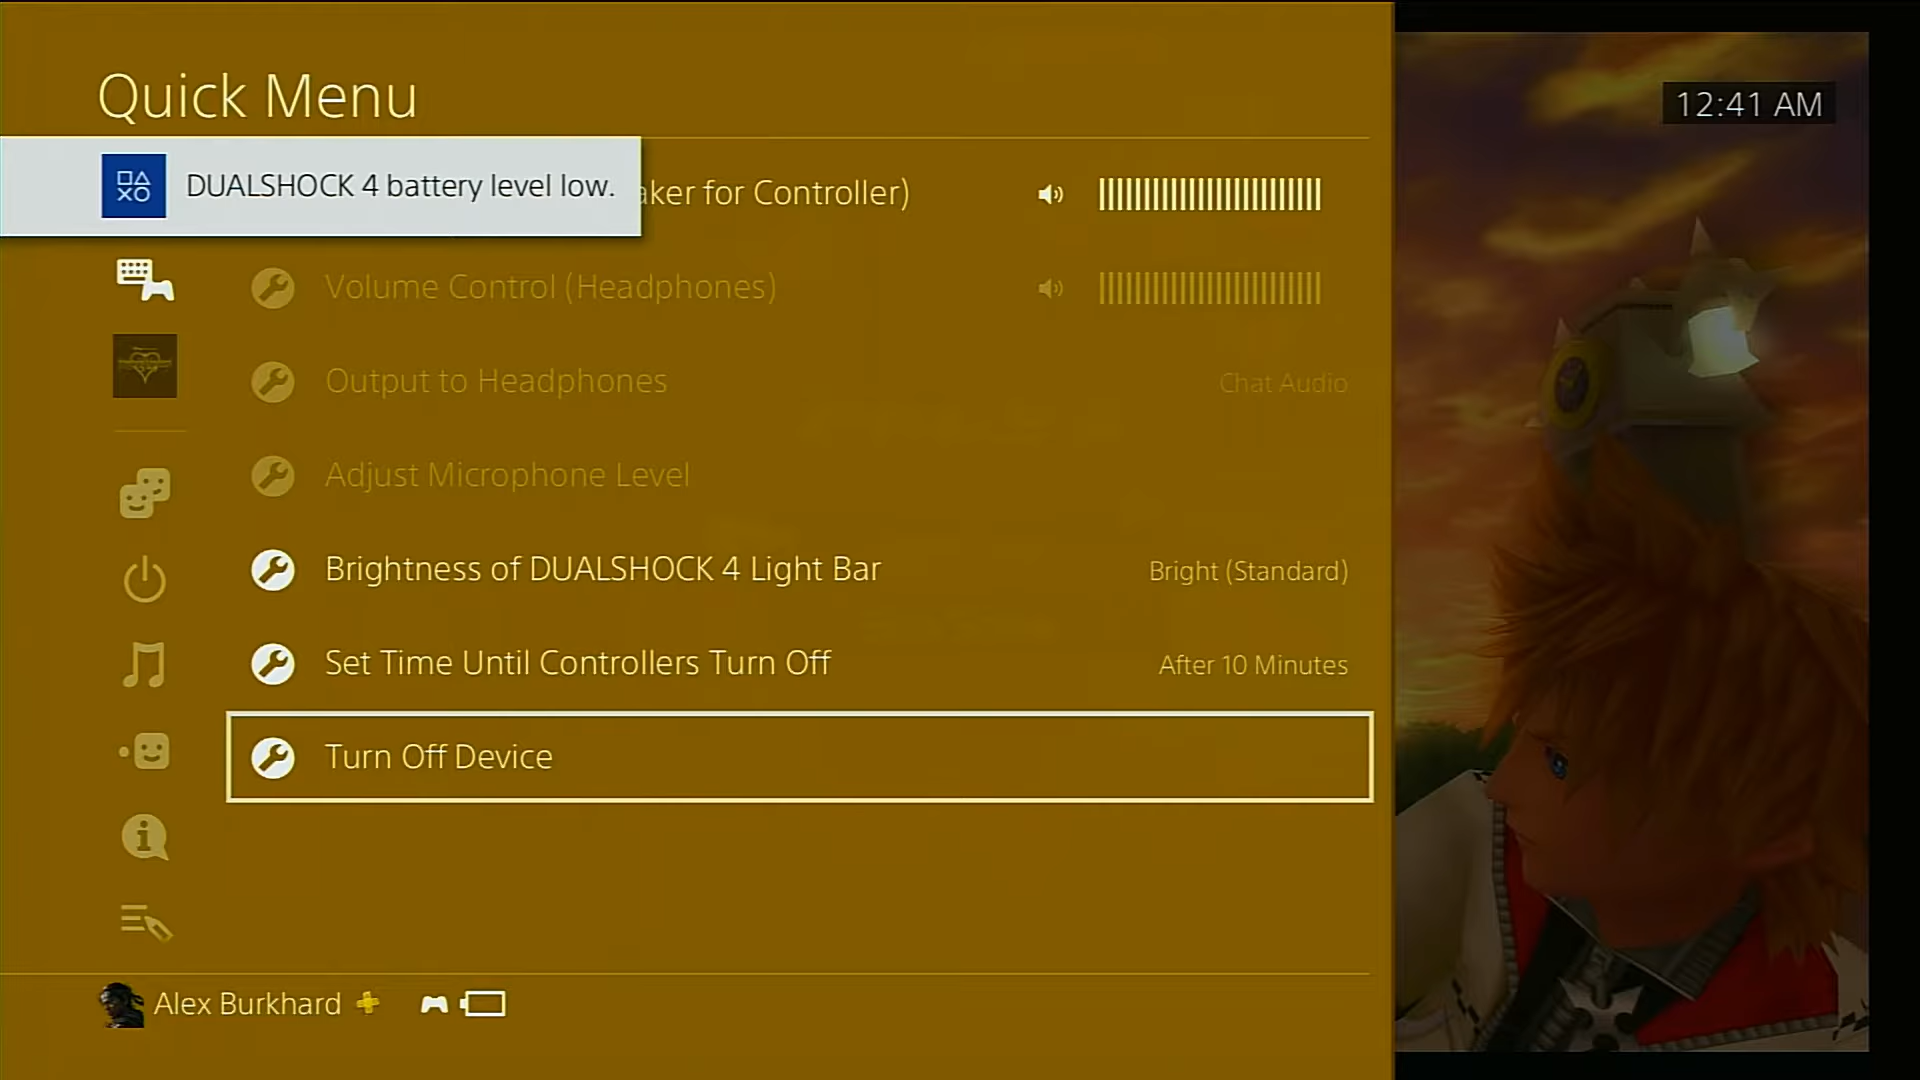 Quick Menu
12:41 AM
DUALSHOCK 4 battery level low.
for Controller)
Volume Control (Headphones)
Output to Headphones
Chat Audio
Adjust Microphone Level
Brightness of DUALSHOCK 4 Light Bar
Bright (Standard)
Set Time Until Controllers Turn Off
After 10 Minutes
Turn Off Device
Alex Burkhard